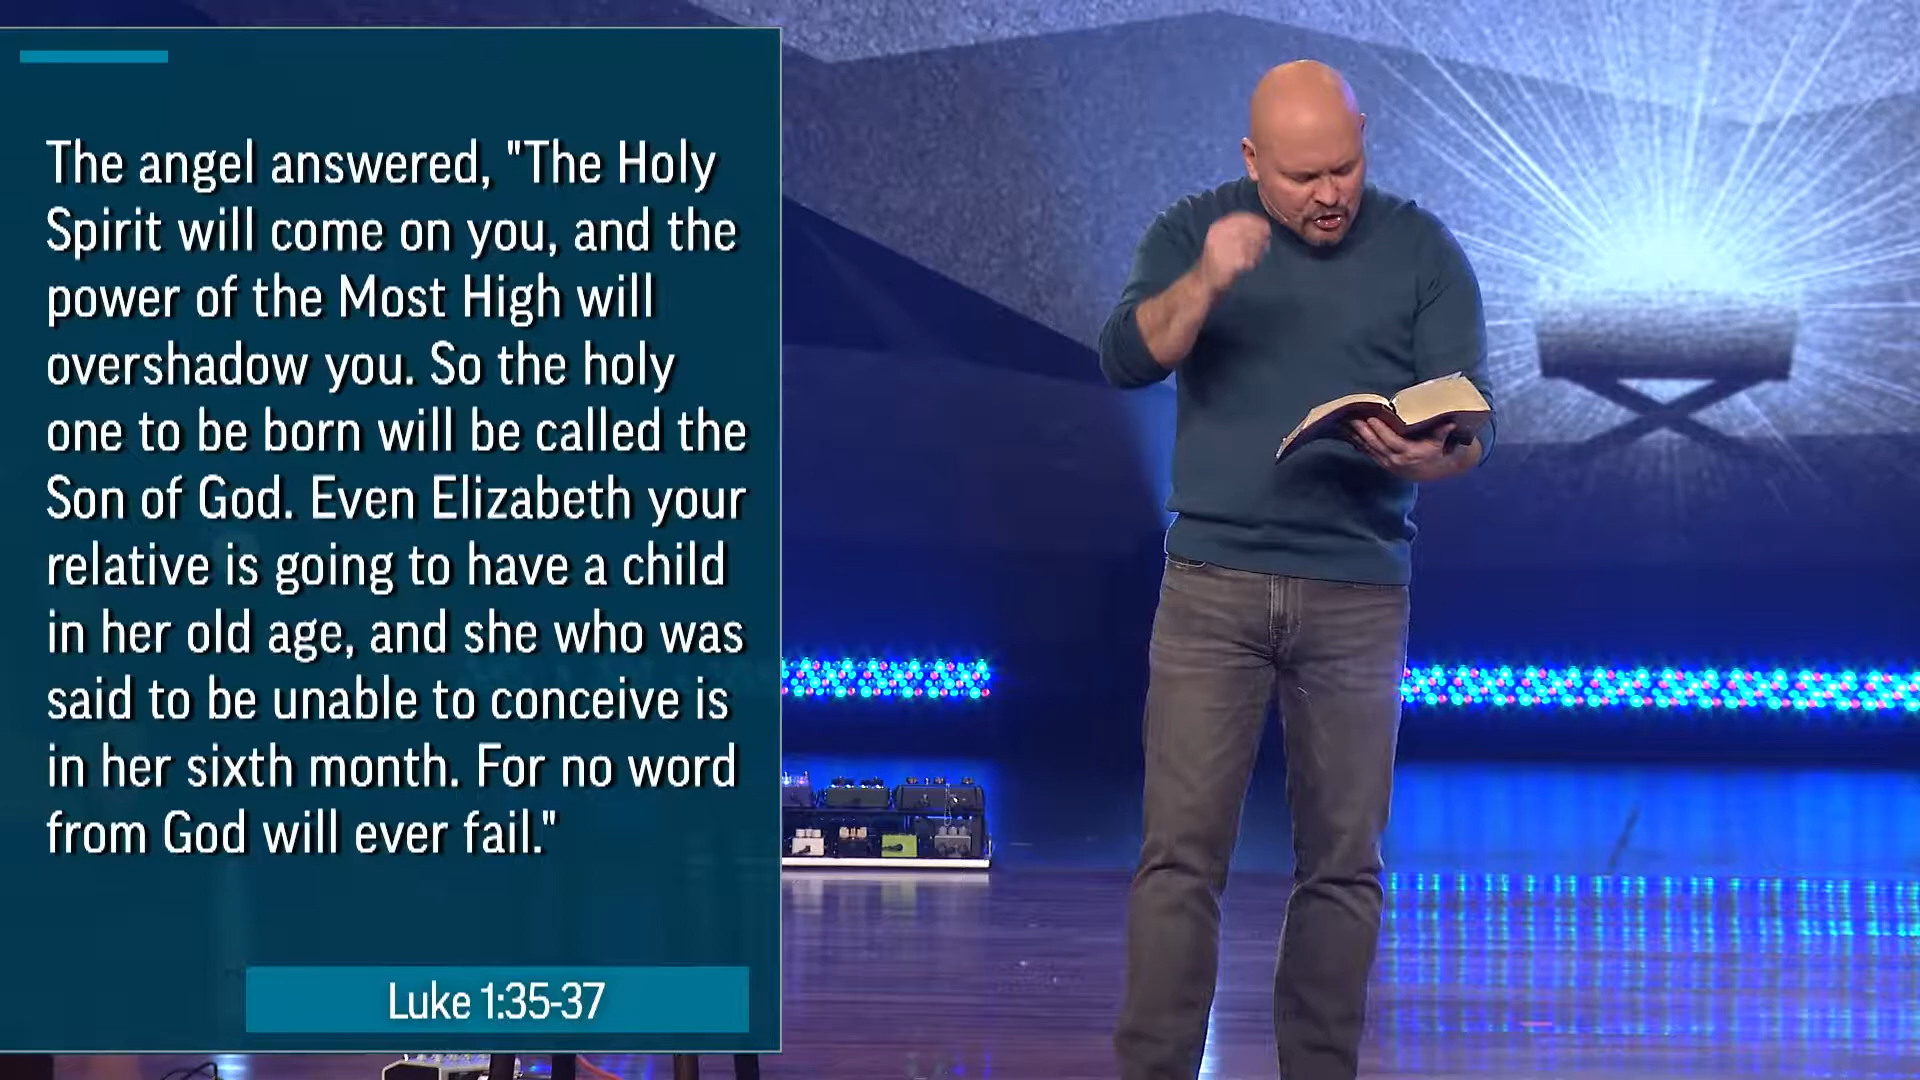 The angel answered, "The Holy
Spirit will come on you, and the
power of the Most High will
overshadow you. So the holy
one to be born will be called the
Son of God. Even Elizabeth your
relative is going to have a child
in her old age, and she who was
said to be unable to conceive is
in her sixth month. For no word
from God will ever fail."
Luke 1:35-37